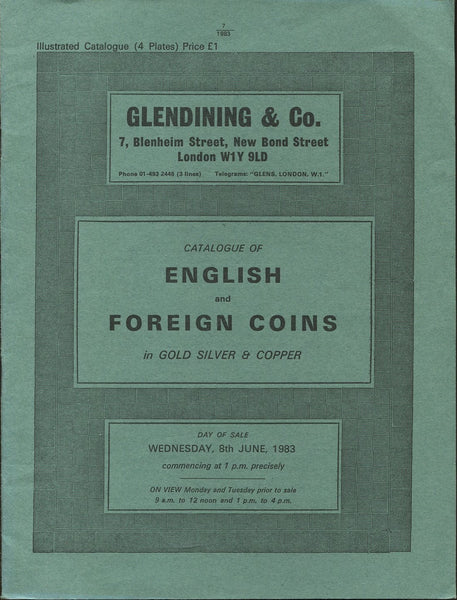 7
1983
Illustrated Catalogue (4 Plates) Price £1
GLENDINING & Co.
7, Blenheim Street, New Bond Street
London W1Y 9LD
Phone 01-493 2445 (3 lines) Telegrams: "GLENS, LONDON, W.1."
CATALOGUE OF
ENGLISH
and
FOREIGN COINS
in GOLD SILVER & COPPER
DAY OF SALE
WEDNESDAY, 8th JUNE, 1983
commencing at 1 p.m. precisely
ON VIEW Monday and Tuesday prior to sale
9 a.m. to 12 noon and 1 p.m. to 4 p.m.